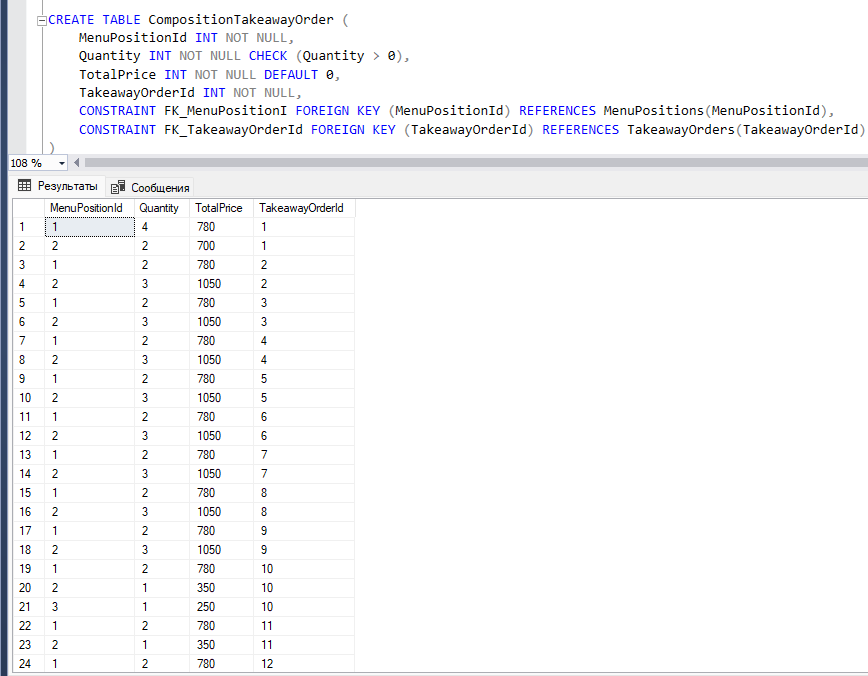 CREATE TABLE CompositionTakeawayOrder (
MenuPositionId INT NOT NULL,
Quantity INT NOT NULL CHECK (Quantity > 0),
TotalPrice INT NOT NULL DEFAULT 0,
TakeawayOrderId INT NOT NULL,
CONSTRAINT FK_MenuPositionI FOREIGN KEY (MenuPositionId) REFERENCES MenuPositions(MenuPositionId),
CONSTRAINT FK_TakeawayOrderId FOREIGN KEY (TakeawayOrderId) REFERENCES TakeawayOrders(TakeawayOrderId)
)
108 %
Результаты Сообщения
MenuPositionId Quantity TotalPrice TakeawayOrderId
1 1 4 780 1
2 2 2 700 1
3 1 2 780 2
4 2 3 1050 2
5 1 2 780 3
6 2 3 1050 3
7 1 2 780 4
8 2 3 1050 4
9 1 2 780 5
10 2 3 1050 5
11 1 2 780 6
12 2 3 1050 6
13 1 2 780 7
14 2 3 1050 7
15 1 2 780 8
16 2 3 1050 8
17 1 2 780 9
18 2 3 1050 9
19 1 2 780 10
20 2 1 350 10
21 3 1 250 10
22 1 2 780 11
23 2 1 350 11
24 1 2 780 12